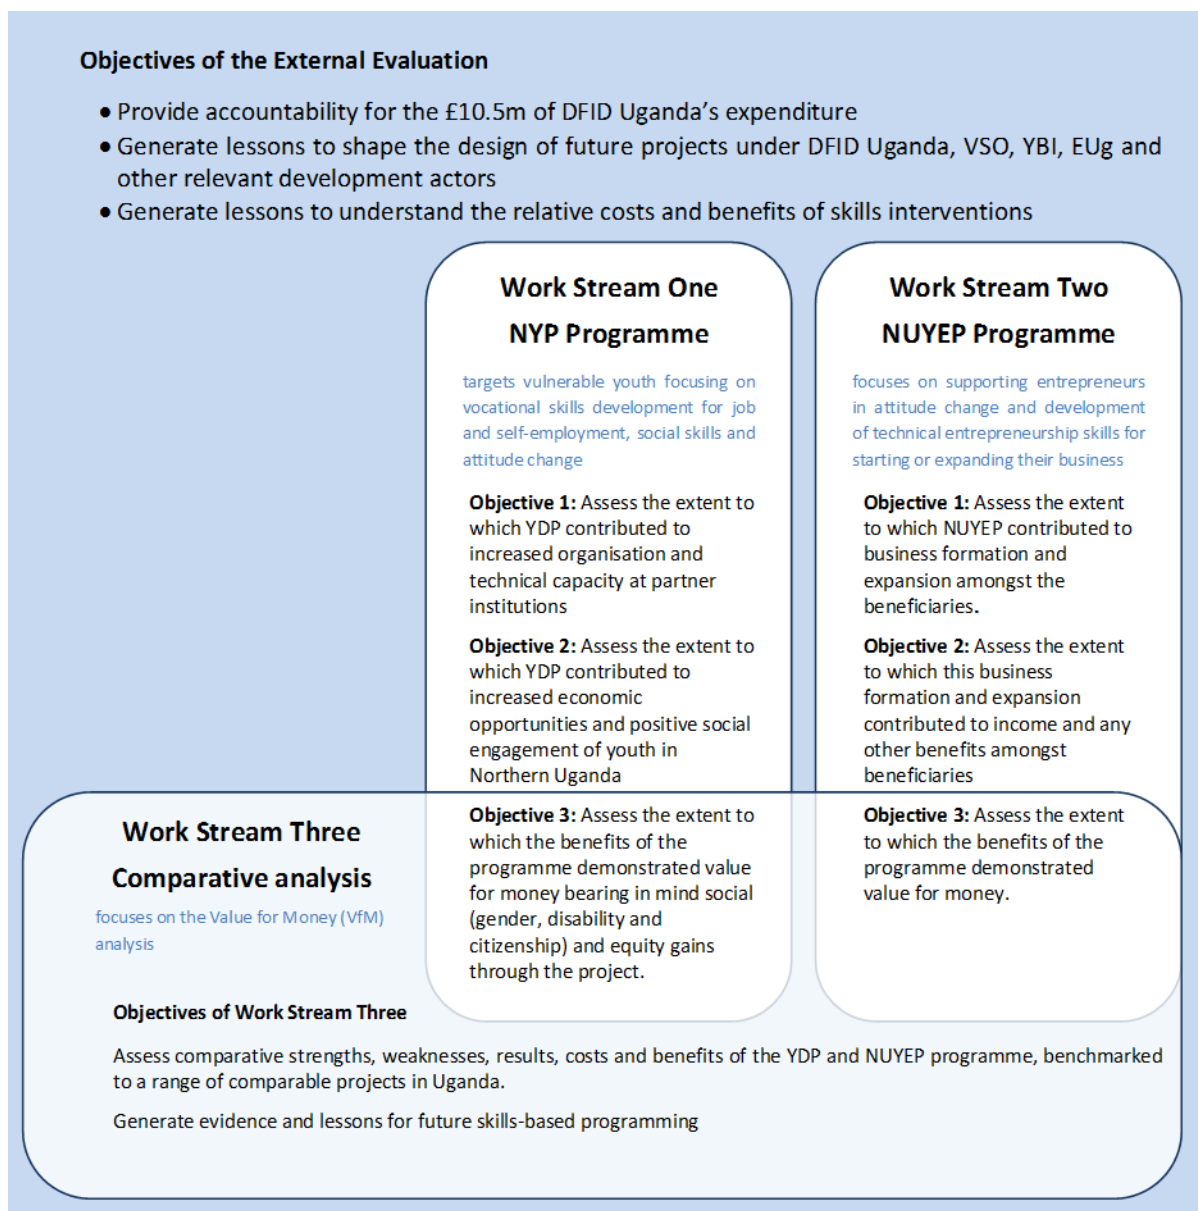 Objectives of the External Evaluation
• Provide accountability for the £10.5m of DFID Uganda's expenditure
• Generate lessons to shape the design of future projects under DFID Uganda, VSO, YBI, EUg and
other relevant development actors
• Generate lessons to understand the relative costs and benefits of skills interventions
Work Stream One
NYP Programme
targets vulnerable youth focusing on
vocational skills development for job
and self-employment, social skills and
attitude change
Objective 1: Assess the extent to
which YDP contributed to
increased organisation and
technical capacity at partner
institutions
Objective 2: Assess the extent to
which YDP contributed to
increased economic
opportunities and positive social
engagement of youth in
Northern Uganda
Objective 3: Assess the extent to
which the benefits of the
programme demonstrated value
for money bearing in mind social
(gender, disability and
citizenship) and equity gains
through the project.
Work Stream Two
NUYEP Programme
focuses on supporting entrepreneurs
in attitude change and development
of technical entrepreneurship skills for
starting or expanding their business
Objective 1: Assess the extent
to which NUYEP contributed to
business formation and
expansion amongst the
beneficiaries.
Objective 2: Assess the extent
to which this business
formation and expansion
contributed to income and any
other benefits amongst
beneficiaries
Objective 3: Assess the extent
to which the benefits of the
programme demonstrated
value for money.
Work Stream Three
Comparative analysis
focuses on the Value for Money (VfM)
analysis
Objectives of Work Stream Three
Assess comparative strengths, weaknesses, results, costs and benefits of the YDP and NUYEP programme, benchmarked
to a range of comparable projects in Uganda.
Generate evidence and lessons for future skills-based programming